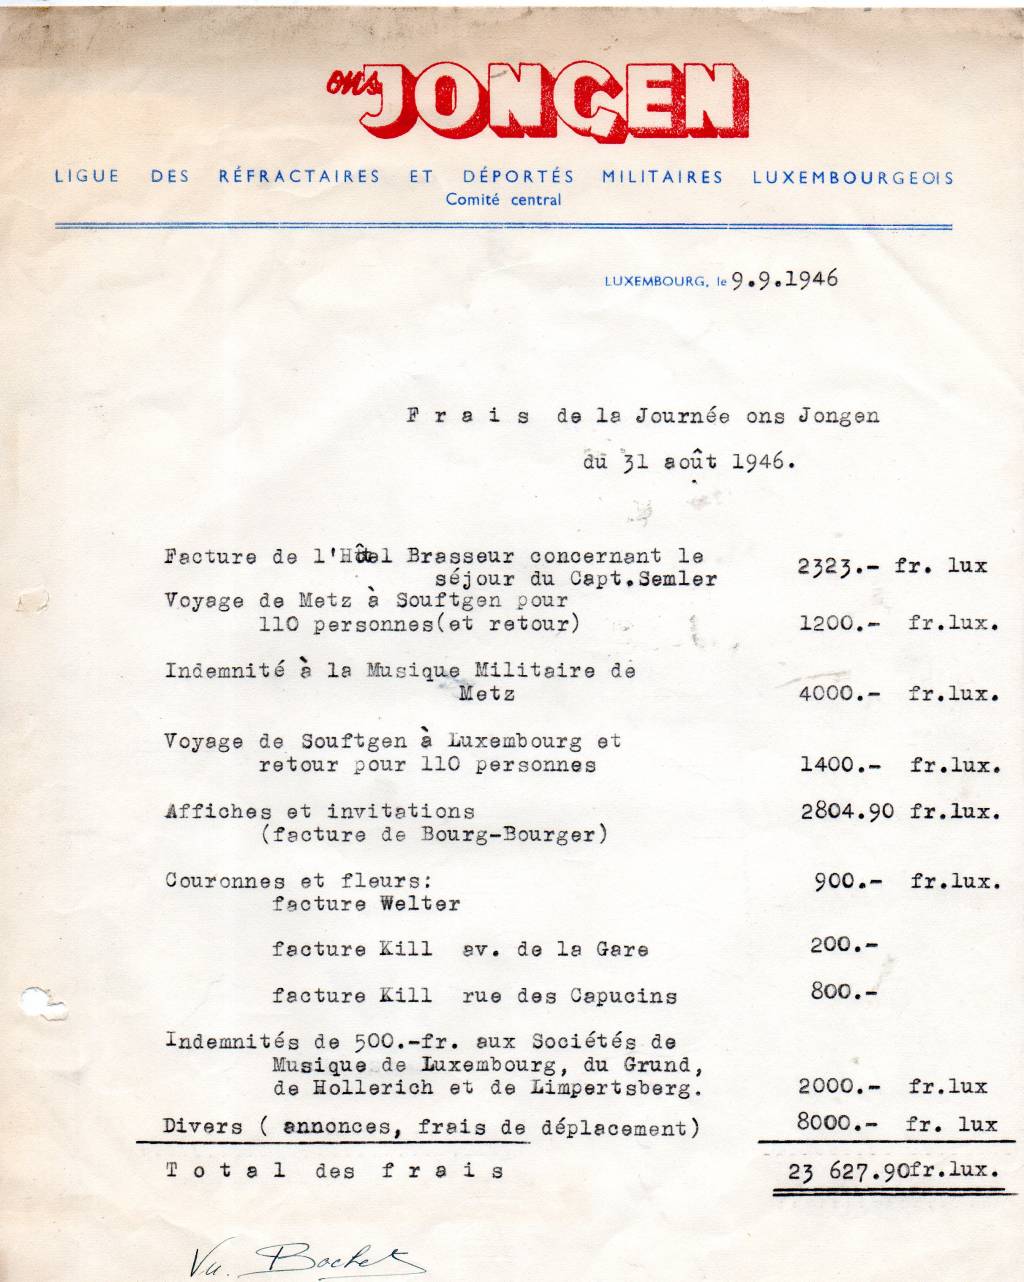 ons JONGEN
LIGUE DES RÉFRACTAIRES ET DÉPORTÉS MILITAIRES LUXEMBOURGEOIS
Comité central
LUXEMBOURG, le 9.9.1946
F r a i s de la Journée ons Jongen
du 31 août 1946.
Facture de l'Hôtel Brasseur concernant le
séjour du Capt.Semler 2323.- fr. lux
Voyage de Metz à Souftgen pour
110 personnes(et retour) 1200.- fr.lux.
Indemnité à la Musique Militaire de
Metz 4000.- fr.lux.
Voyage de Souftgen à Luxembourg et
retour pour 110 personnes 1400.- fr.lux.
Affiches et invitations 2804.90 fr.lux.
(facture de Bourg-Bourger)
Couronnes et fleurs: 900.- fr.lux.
facture Welter
facture Kill av. de la Gare 200.-
facture Kill rue des Capucins 800.-
Indemnités de 500.-fr. aux Sociétés de
Musique de Luxembourg, du Grund,
de Hollerich et de Limpertsberg. 2000.- fr.lux
Divers ( annonces, frais de déplacement) 8000.- fr. lux
T o t a l des f r a i s 23 627.90fr.lux.
Vu.